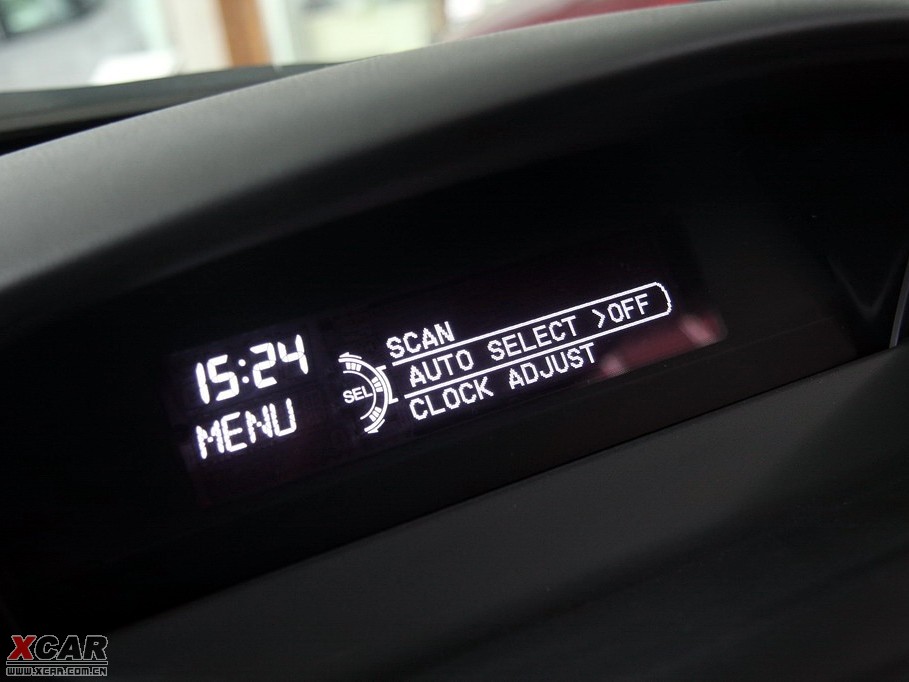 15:24
MENU
SEL
SCAN
AUTO SELECT >OFF
CLOCK ADJUST
XCAR
WWW.XCAR.COM.CN